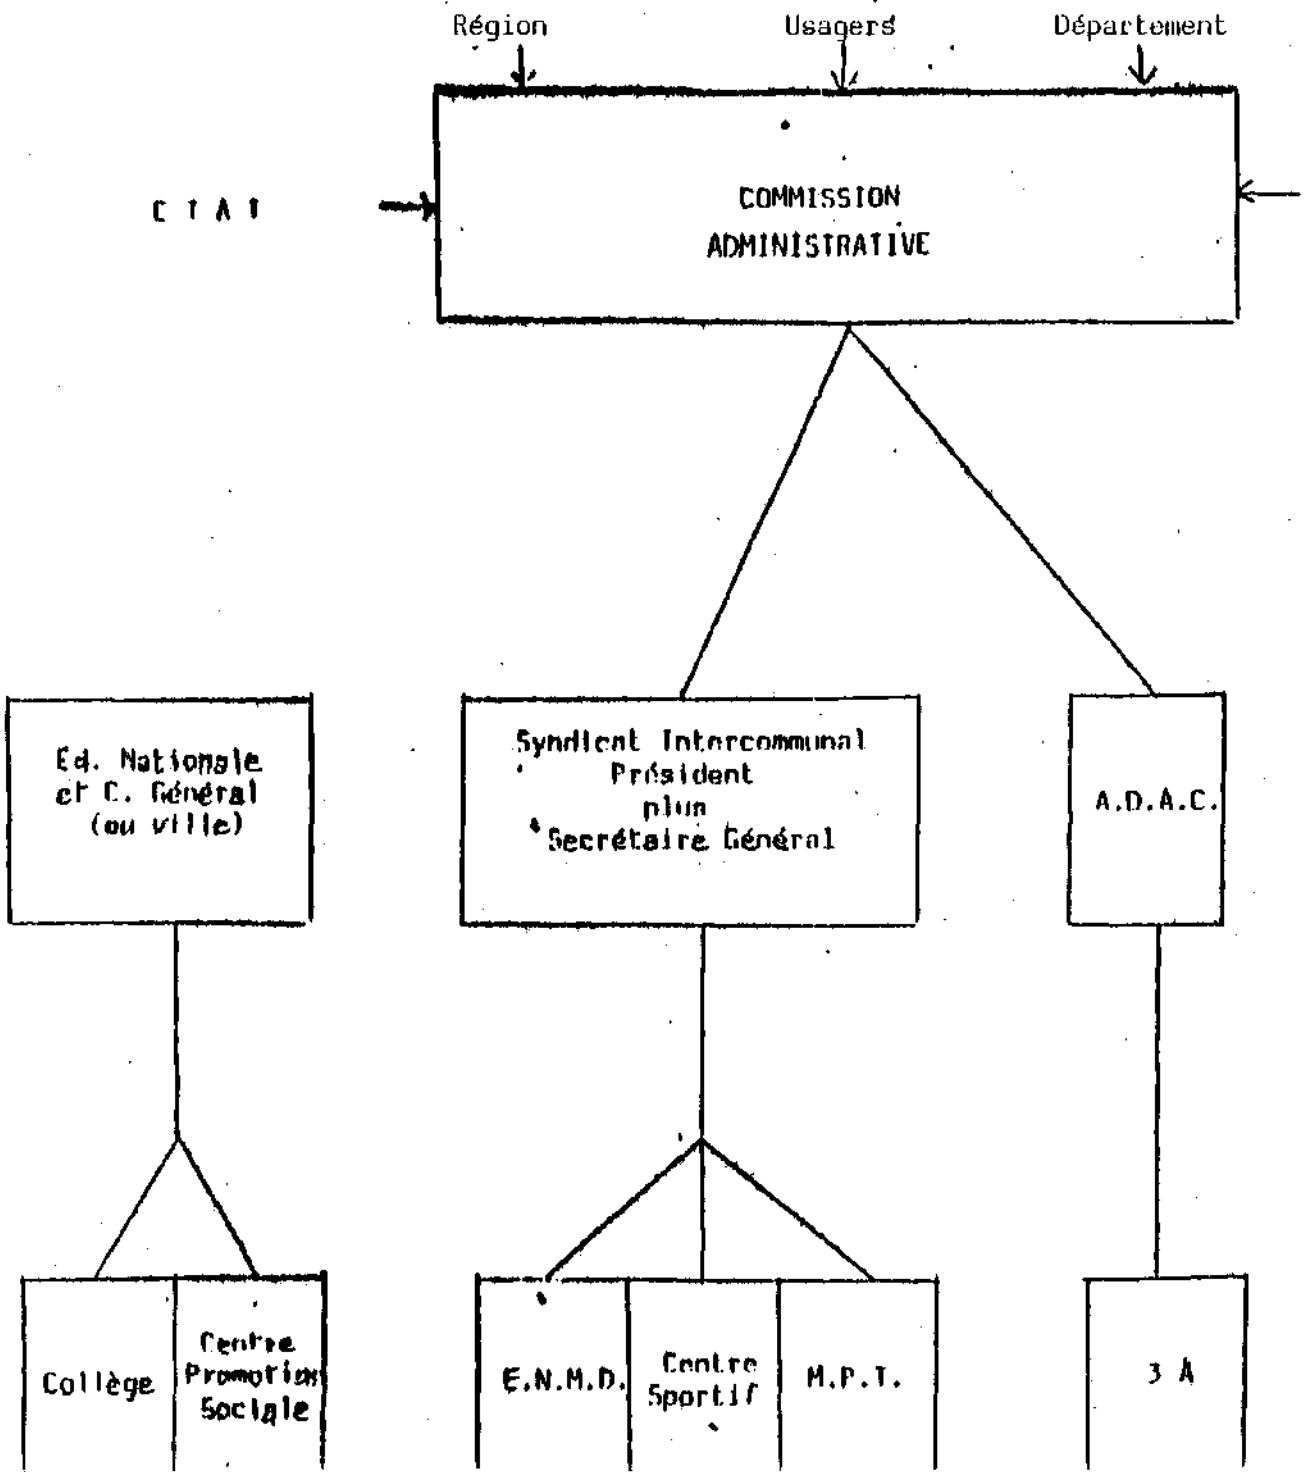 Région Usagers Département
ETAT
COMMISSION
ADMINISTRATIVE
Ed. Nationale
et C. Général
(ou ville)
Syndicat Intercommunal
Président
plus
Secrétaire Général
A.D.A.C.
Collège
Centre
Promotion
Sociale
E.N.M.D.
Centre
Sportif
M.P.T.
3 A